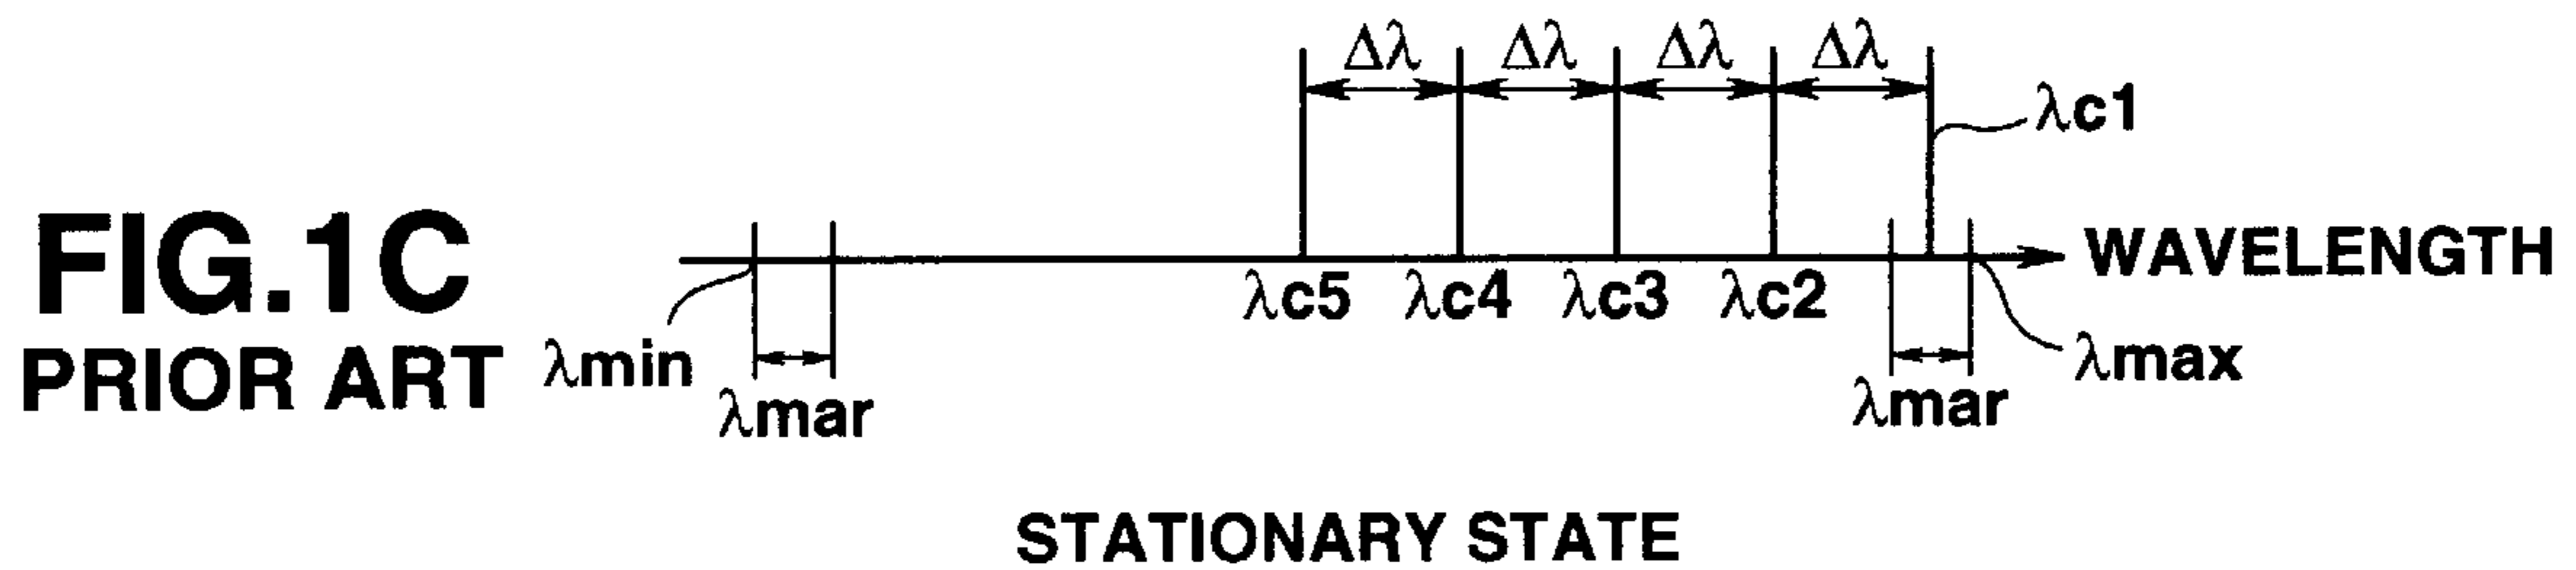 Δλ Δλ Δλ Δλ
λc1
FIG.1C
PRIOR ART
WAVELENGTH
λc5 λc4 λc3 λc2
λmin
λmar
λmax
λmar
STATIONARY STATE